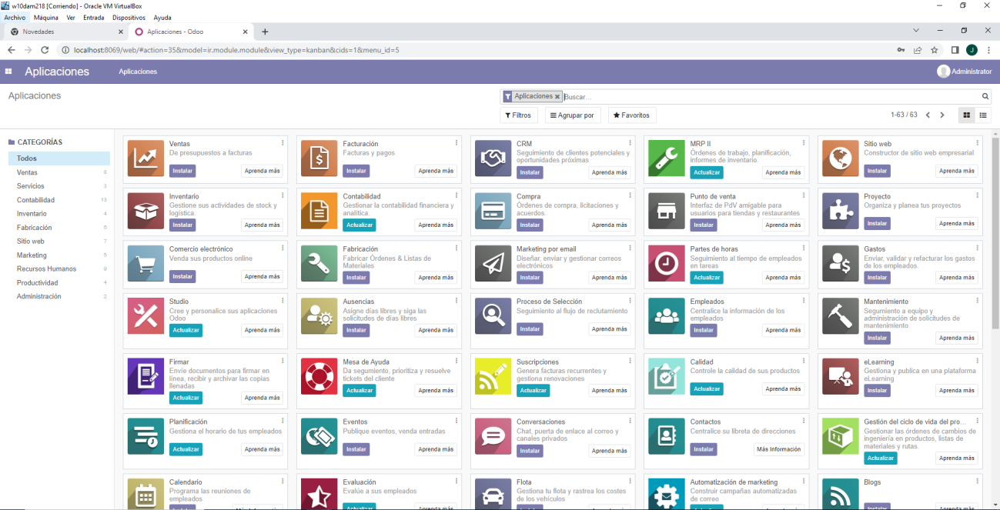 w10dam218 [Corriendo] - Oracle VM VirtualBox
Archivo Máquina Ver Entrada Dispositivos Ayuda
Novedades
Aplicaciones - Odoo
localhost:8069/web/#action=35&model=ir.module.module&view_type=kanban&cids=1&menu_id=5
J
Aplicaciones
Aplicaciones
Administrator
Aplicaciones
Aplicaciones
Buscar...
Filtros
Agrupar por
Favoritos
1-63 / 63
CATEGORÍAS
Todos
Ventas 8
Servicios 3
Contabilidad 13
Inventario 4
Fabricación
Sitio web 7
Marketing
Recursos Humanos 9
Productividad 4
Administración 2
Ventas
De presupuestos a facturas
Instalar
Aprenda más
Facturación
Facturas y pagos
Instalar
Aprenda más
CRM
Seguimiento de clientes potenciales y
oportunidades próximas
Instalar
Aprenda más
MRP II
Órdenes de trabajo, planificación,
informes de inventario.
Actualizar
Aprenda más
Sitio web
Constructor de sitio web empresarial
Instalar
Aprenda más
Inventario
Gestione sus actividades de stock y
logística.
Instalar
Aprenda más
Contabilidad
Gestionar la contabilidad financiera y
analítica.
Actualizar
Aprenda más
Compra
Órdenes de compra, licitaciones y
acuerdos.
Instalar
Aprenda más
Punto de venta
Interfaz de PdV amigable para
usuarios para tiendas y restaurantes
Instalar
Aprenda más
Proyecto
Organiza y planea tus proyectos
Instalar
Aprenda más
Comercio electrónico
Venda sus productos online
Instalar
Aprenda más
Fabricación
Fabricar Órdenes & Listas de
Materiales
Instalar
Aprenda más
Marketing por email
Diseñar, enviar y gestionar correos
electrónicos
Instalar
Aprenda más
Partes de horas
Seguimiento al tiempo de empleados
en tareas
Actualizar
Aprenda más
Gastos
Enviar, validar y refacturar los gastos
de los empleados.
Instalar
Aprenda más
Studio
Cree y personalice sus aplicaciones
Odoo
Actualizar
Aprenda más
Ausencias
Asigne días libres y siga las
solicitudes de días libres
Instalar
Aprenda más
Proceso de Selección
Seguimiento al flujo de reclutamiento
Instalar
Aprenda más
Empleados
Centralice la información de los
empleados
Instalar
Aprenda más
Mantenimiento
Segumiento a equipo y
administración de solicitudes de
mantenimiento
Instalar
Aprenda más
Firmar
Envíe documentos para firmar en
línea, recibir y archivar las copias
llenadas
Actualizar
Aprenda más
Mesa de Ayuda
Da segumiento, prioritiza y resuelve
tickets del cliente
Actualizar
Aprenda más
Suscripciones
Genera facturas recurrentes y
gestiona renovaciones
Actualizar
Aprenda más
Calidad
Controle la calidad de sus productos
Actualizar
Aprenda más
eLearning
Gestiona y publica en una plataforma
eLearning
Instalar
Aprenda más
Planificación
Gestiona el horario de tus empleados
Actualizar
Aprenda más
Eventos
Publique eventos, venda entradas
Instalar
Aprenda más
Conversaciones
Chat, puerta de enlace al correo y
canales privados
Instalar
Aprenda más
Contactos
Centralice su libreta de direcciones
Instalar
Más Información
Gestión del ciclo de vida del pro...
Gestionar las órdenes de cambios de
ingeniería en productos, listas de
materiales y rutas.
Actualizar
Aprenda más
Calendario
Programa las reuniones de
empleados
Evaluación
Evalúe a sus empleados
Actualizar
Aprenda más
Flota
Gestiona tu flota y rastrea los costes
de los vehículos
Automatización de marketing
Construir campañas automatizadas
de correo
Blogs
Instalar
Aprenda más